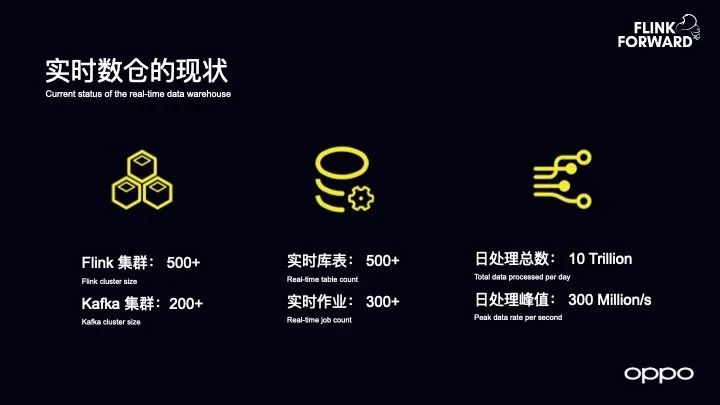 FLINK
FORWARD
实时数仓的现状
Current status of the real-time data warehouse
Flink 集群： 500+
Flink cluster size
Kafka 集群：200+
Kafka cluster size
实时库表： 500+
Real-time table count
实时作业： 300+
Real-time job count
日处理总数： 10 Trillion
Total data processed per day
日处理峰值： 300 Million/s
Peak data rate per second
oppo